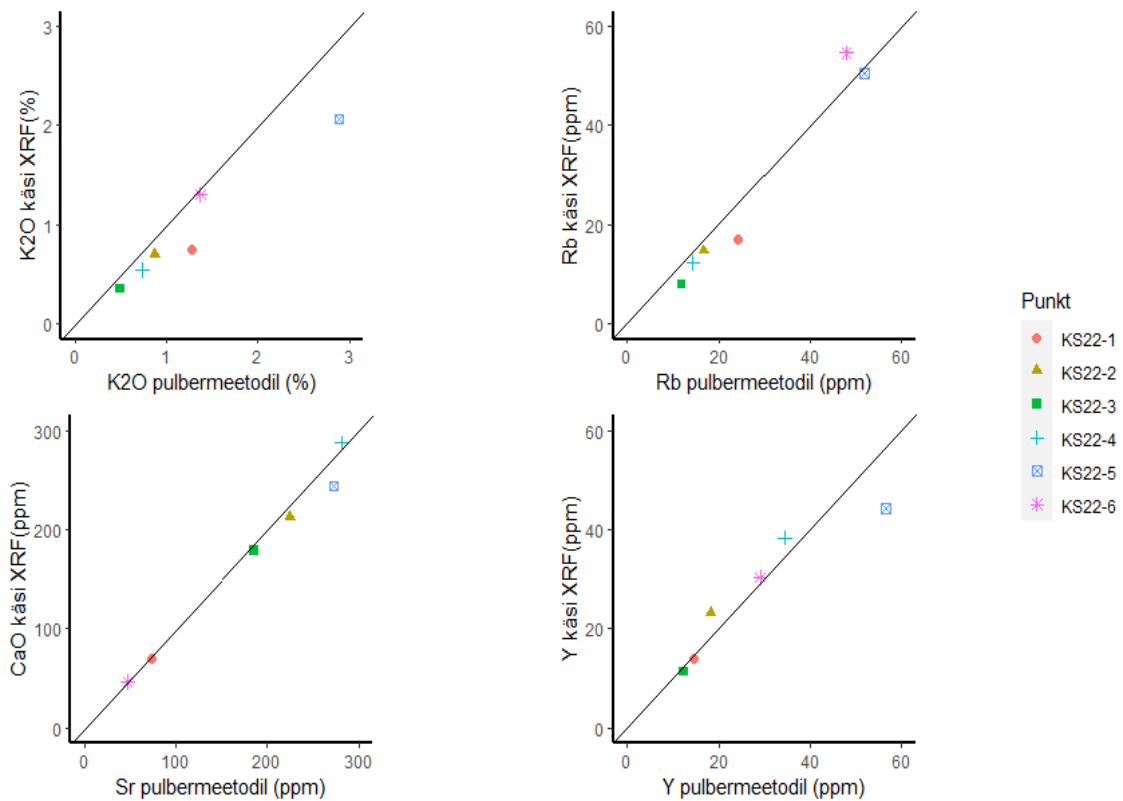 3
2
1
0
K2O käsi XRF(%)
0 1 2 3
K2O pulbermeetodil (%)
60
40
20
0
Rb käsi XRF(ppm)
0 20 40 60
Rb pulbermeetodil (ppm)
300
200
100
0
CaO käsi XRF(ppm)
0 100 200 300
Sr pulbermeetodil (ppm)
60
40
20
0
Y käsi XRF(ppm)
0 20 40 60
Y pulbermeetodil (ppm)
Punkt
KS22-1
KS22-2
KS22-3
KS22-4
KS22-5
KS22-6